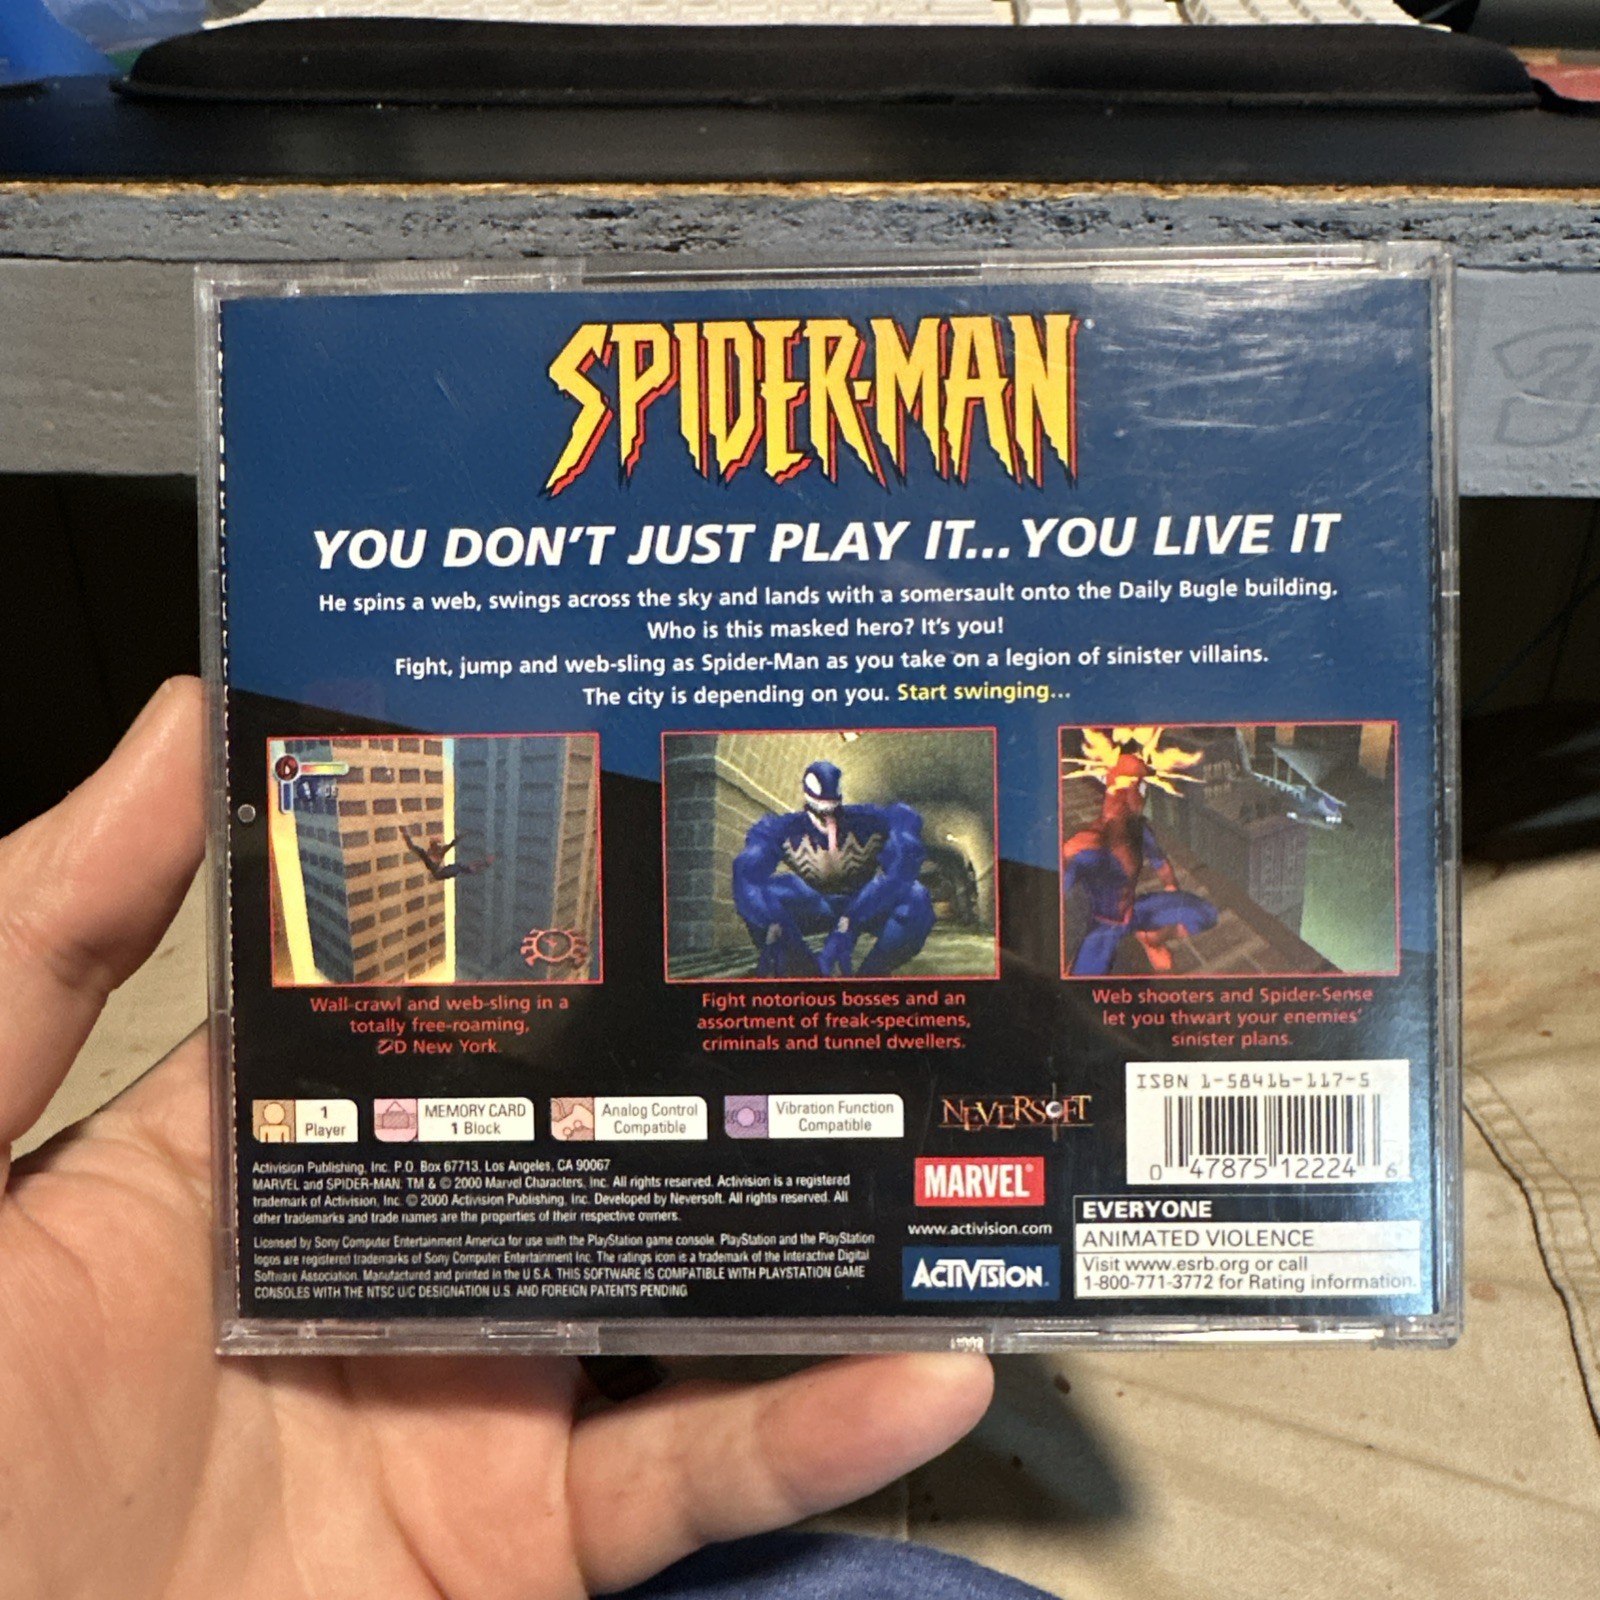 SPIDER-MAN
YOU DON'T JUST PLAY IT... YOU LIVE IT
He spins a web, swings across the sky and lands with a somersault onto the Daily Bugle building.
Who is this masked hero? It's you!
Fight, jump and web-sling as Spider-Man as you take on a legion of sinister villains.
The city is depending on you. Start swinging...
Wall-crawl and web-sling in a
totally free-roaming,
3D New York.
Fight notorious bosses and an
assortment of freak-specimens,
criminals and tunnel dwellers.
Web shooters and Spider-Sense
let you thwart your enemies'
sinister plans.
1
Player
MEMORY CARD
1 Block
Analog Control
Compatible
Vibration Function
Compatible
NEVERSOFT
ISBN 1-58416-117-5
0 47875 12224 6
Activision Publishing, Inc. P.O. Box 67713, Los Angeles, CA 90067
MARVEL and SPIDER-MAN: TM & © 2000 Marvel Characters, Inc. All rights reserved. Activision is a registered
trademark of Activision, Inc. © 2000 Activision Publishing, Inc. Developed by Neversoft. All rights reserved. All
other trademarks and trade names are the properties of their respective owners.
Licensed by Sony Computer Entertainment America for use with the PlayStation game console. PlayStation and the PlayStation
logos are registered trademarks of Sony Computer Entertainment Inc. The ratings icon is a trademark of the Interactive Digital
Software Association. Manufactured and printed in the U.S.A. THIS SOFTWARE IS COMPATIBLE WITH PLAYSTATION GAME
CONSOLES WITH THE NTSC U/C DESIGNATION U.S. AND FOREIGN PATENTS PENDING
MARVEL®
www.activision.com
ACTIVISION.
EVERYONE
ANIMATED VIOLENCE
Visit www.esrb.org or call
1-800-771-3772 for Rating information.